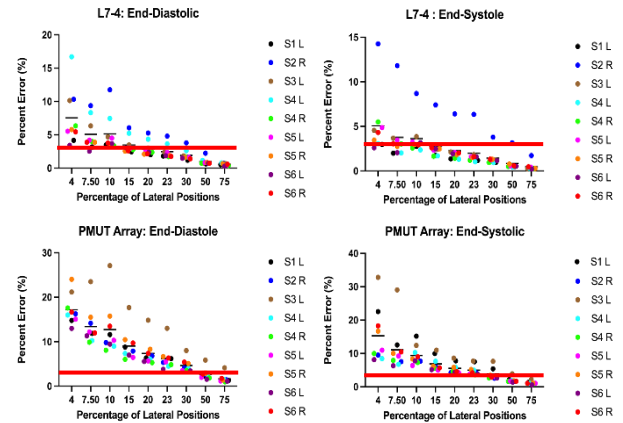 L7-4: End-Diastolic
Percent Error (%)
20
15
10
5
0
4 7.50 10 15 20 23 30 50 75
Percentage of Lateral Positions
S1 L
S2 R
S3 L
S4 L
S4 R
S5 L
S5 R
S6 L
S6 R
L7-4 : End-Systole
Percent Error (%)
15
10
5
0
4 7.50 10 15 20 23 30 50 75
Percentage of Lateral Positions
S1 L
S2 R
S3 L
S4 L
S4 R
S5 L
S5 R
S6 L
S6 R
PMUT Array: End-Diastole
Percent Error (%)
30
20
10
0
4 7.50 10 15 20 23 30 50 75
Percentage of Lateral Positions
S1 L
S2 R
S3 L
S4 L
S4 R
S5 L
S5 R
S6 L
S6 R
PMUT Array: End-Systolic
Percent Error (%)
40
30
20
10
0
4 7.50 10 15 20 23 30 50 75
Percentage of Lateral Positions
S1 L
S2 R
S3 L
S4 L
S4 R
S5 L
S5 R
S6 L
S6 R